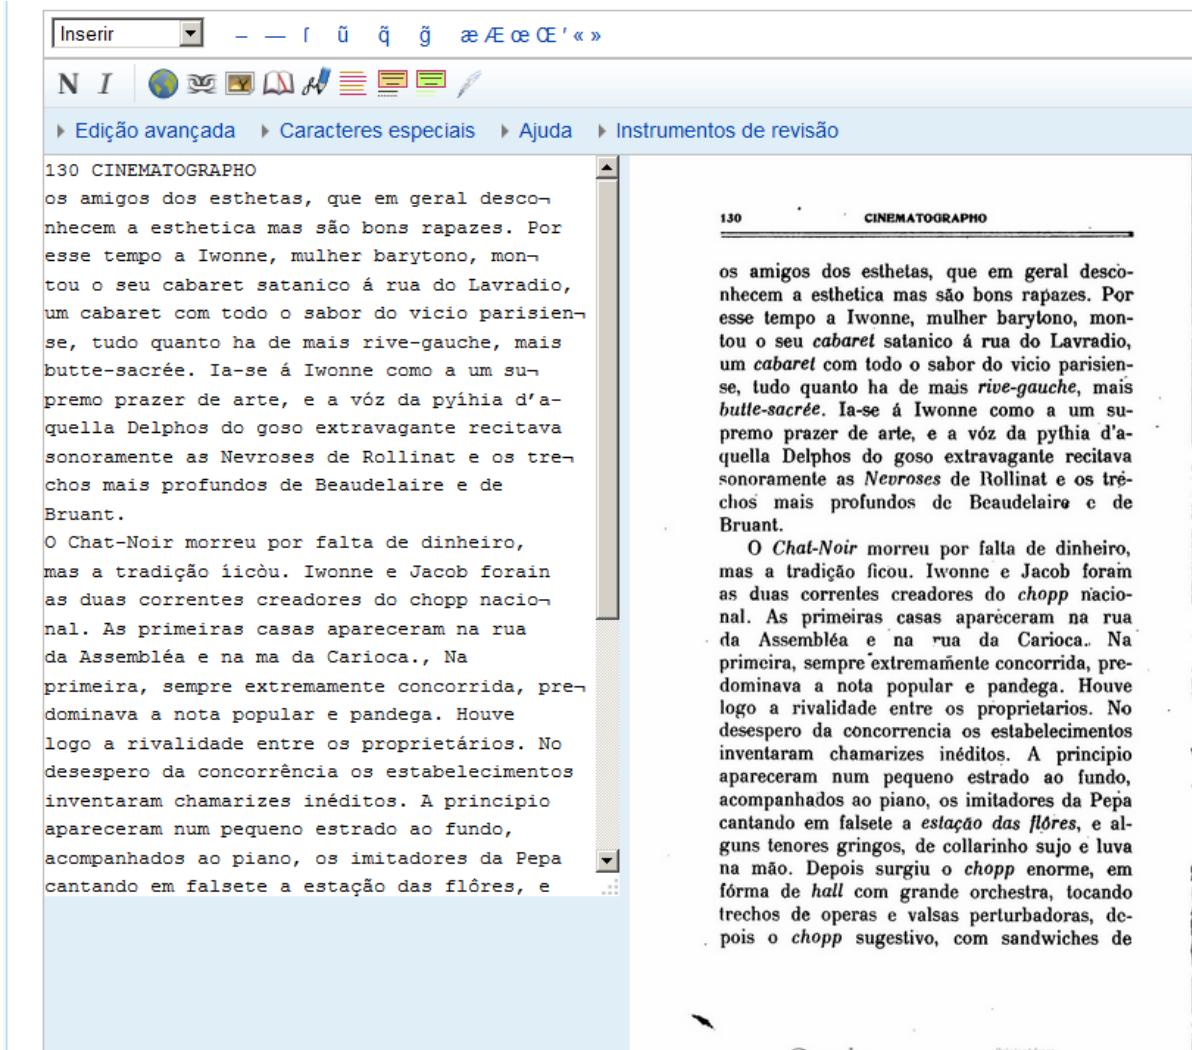 Inserir – — ſ ũ q̃ g̃ æ Æ œ Œ ′ « »
N I
Edição avançada Caracteres especiais Ajuda Instrumentos de revisão
130 CINEMATOGRAPHO
os amigos dos esthetas, que em geral desco¬
nhecem a esthetica mas são bons rapazes. Por
esse tempo a Iwonne, mulher barytono, mon¬
tou o seu cabaret satanico á rua do Lavradio,
um cabaret com todo o sabor do vicio parisien¬
se, tudo quanto ha de mais rive-gauche, mais
butte-sacrée. Ia-se á Iwonne como a um su¬
premo prazer de arte, e a vóz da pyíhia d'a-
quella Delphos do goso extravagante recitava
sonoramente as Nevroses de Rollinat e os tre¬
chos mais profundos de Beaudelaire e de
Bruant.
O Chat-Noir morreu por falta de dinheiro,
mas a tradição íicòu. Iwonne e Jacob forain
as duas correntes creadores do chopp nacio¬
nal. As primeiras casas apareceram na rua
da Assembléa e na ma da Carioca., Na
primeira, sempre extremamente concorrida, pre¬
dominava a nota popular e pandega. Houve
logo a rivalidade entre os proprietários. No
desespero da concorrência os estabelecimentos
inventaram chamarizes inéditos. A principio
apareceram num pequeno estrado ao fundo,
acompanhados ao piano, os imitadores da Pepa
cantando em falsete a estação das flôres, e
130 CINEMATOGRAPHO
os amigos dos esthetas, que em geral desco-
nhecem a esthetica mas são bons rapazes. Por
esse tempo a Iwonne, mulher barytono, mon-
tou o seu cabaret satanico á rua do Lavradio,
um cabaret com todo o sabor do vicio parisien-
se, tudo quanto ha de mais rive-gauche, mais
butte-sacrée. Ia-se á Iwonne como a um su-
premo prazer de arte, e a vóz da pythia d'a-
quella Delphos do goso extravagante recitava
sonoramente as Nevroses de Rollinat e os tré-
chos mais profundos de Beaudelaire e de
Bruant.
O Chat-Noir morreu por falta de dinheiro,
mas a tradição ficou. Iwonne e Jacob foram
as duas correntes creadores do chopp nacio-
nal. As primeiras casas apareceram na rua
da Assembléa e na rua da Carioca. Na
primeira, sempre extremamente concorrida, pre-
dominava a nota popular e pandega. Houve
logo a rivalidade entre os proprietarios. No
desespero da concorrencia os estabelecimentos
inventaram chamarizes inéditos. A principio
apareceram num pequeno estrado ao fundo,
acompanhados ao piano, os imitadores da Pepa
cantando em falsete a estação das flôres, e al-
guns tenores gringos, de collarinho sujo e luva
na mão. Depois surgiu o chopp enorme, em
fórma de hall com grande orchestra, tocando
trechos de operas e valsas perturbadoras, de-
pois o chopp sugestivo, com sandwiches de